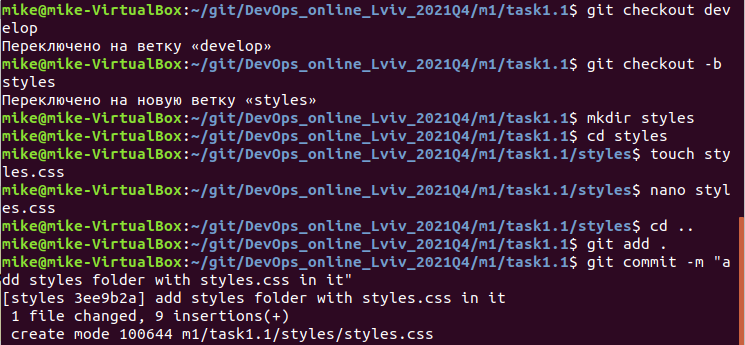 mike@mike-VirtualBox:~/git/DevOps_online_Lviv_2021Q4/m1/task1.1$ git checkout dev
elop
Переключено на ветку «develop»
mike@mike-VirtualBox:~/git/DevOps_online_Lviv_2021Q4/m1/task1.1$ git checkout -b
styles
Переключено на новую ветку «styles»
mike@mike-VirtualBox:~/git/DevOps_online_Lviv_2021Q4/m1/task1.1$ mkdir styles
mike@mike-VirtualBox:~/git/DevOps_online_Lviv_2021Q4/m1/task1.1$ cd styles
mike@mike-VirtualBox:~/git/DevOps_online_Lviv_2021Q4/m1/task1.1/styles$ touch sty
les.css
mike@mike-VirtualBox:~/git/DevOps_online_Lviv_2021Q4/m1/task1.1/styles$ nano styl
es.css
mike@mike-VirtualBox:~/git/DevOps_online_Lviv_2021Q4/m1/task1.1/styles$ cd ..
mike@mike-VirtualBox:~/git/DevOps_online_Lviv_2021Q4/m1/task1.1$ git add .
mike@mike-VirtualBox:~/git/DevOps_online_Lviv_2021Q4/m1/task1.1$ git commit -m "a
dd styles folder with styles.css in it"
[styles 3ee9b2a] add styles folder with styles.css in it
 1 file changed, 9 insertions(+)
 create mode 100644 m1/task1.1/styles/styles.css